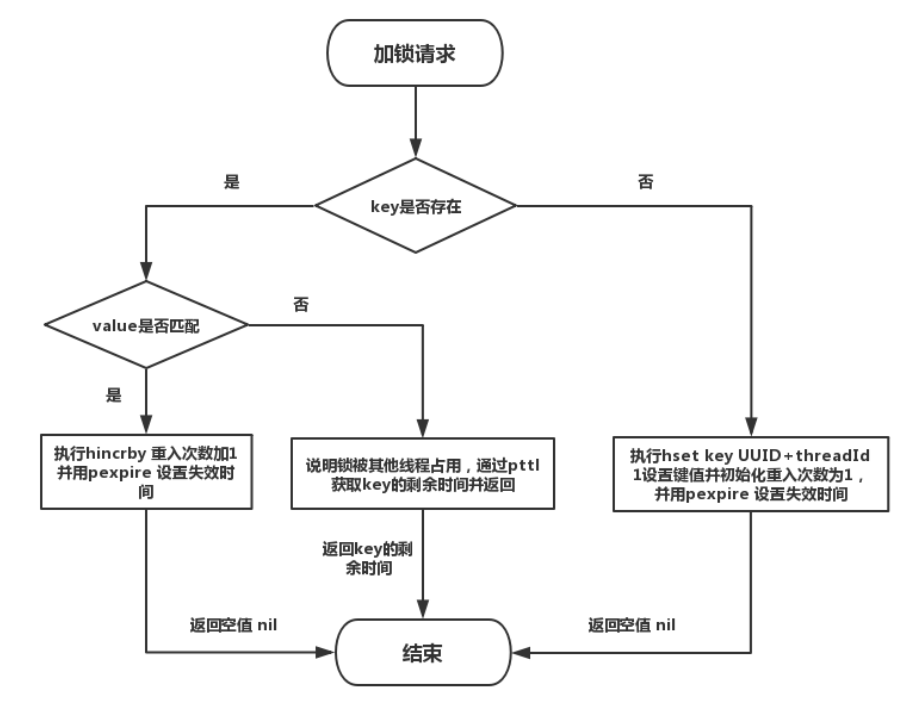 加锁请求
是
否
key是否存在
value是否匹配
否
是
执行hincrby 重入次数加1
并用pexpire 设置失效时
间
说明锁被其他线程占用，通过pttl
获取key的剩余时间并返回
执行hset key UUID+threadId
1设置键值并初始化重入次数为1，
并用pexpire 设置失效时间
返回key的剩
余时间
返回空值 nil
返回空值 nil
结束